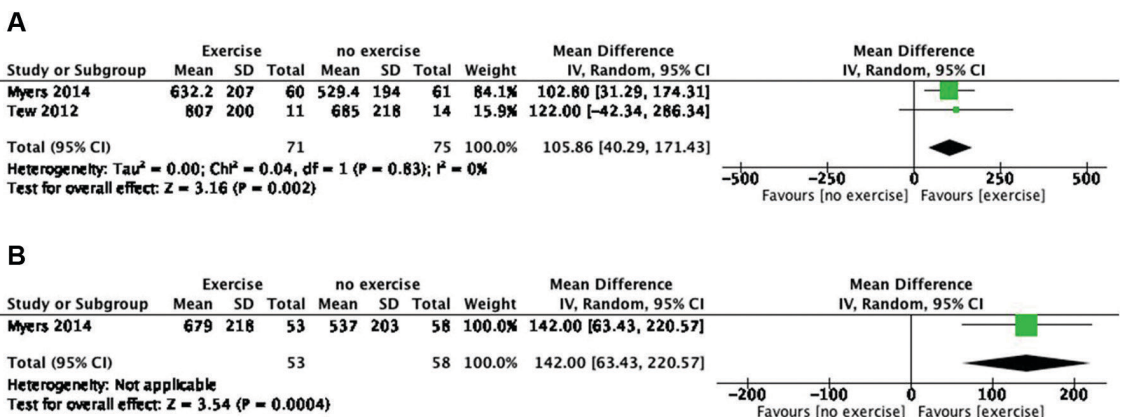 A
Exercise no exercise Mean Difference Mean Difference
Study or Subgroup Mean SD Total Mean SD Total Weight IV, Random, 95% CI IV, Random, 95% CI
Myers 2014 632.2 207 60 529.4 194 61 84.1% 102.80 [31.29, 174.31]
Tew 2012 807 200 11 685 218 14 15.9% 122.00 [−42.34, 286.34]
Total (95% CI) 71 75 100.0% 105.86 [40.29, 171.43]
Heterogeneity: Tau² = 0.00; Chi² = 0.04, df = 1 (P = 0.83); I² = 0%
Test for overall effect: Z = 3.16 (P = 0.002)
−500 −250 0 250 500
Favours [no exercise] Favours [exercise]
B
Exercise no exercise Mean Difference Mean Difference
Study or Subgroup Mean SD Total Mean SD Total Weight IV, Random, 95% CI IV, Random, 95% CI
Myers 2014 679 218 53 537 203 58 100.0% 142.00 [63.43, 220.57]
Total (95% CI) 53 58 100.0% 142.00 [63.43, 220.57]
Heterogeneity: Not applicable
Test for overall effect: Z = 3.54 (P = 0.0004)
−200 −100 0 100 200
Favours [no exercise] Favours [exercise]